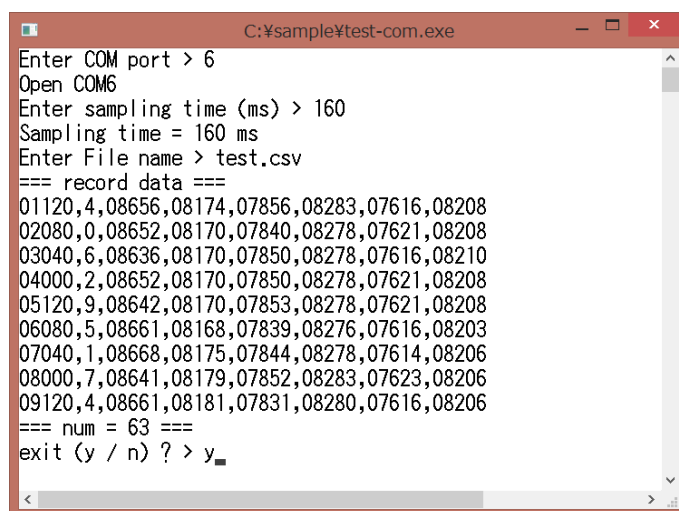 C:¥sample¥test-com.exe
Enter COM port > 6
Open COM6
Enter sampling time (ms) > 160
Sampling time = 160 ms
Enter File name > test.csv
=== record data ===
01120,4,08656,08174,07856,08283,07616,08208
02080,0,08652,08170,07840,08278,07621,08208
03040,6,08636,08170,07850,08278,07616,08210
04000,2,08652,08170,07850,08278,07621,08208
05120,9,08642,08170,07853,08278,07621,08208
06080,5,08661,08168,07839,08276,07616,08203
07040,1,08668,08175,07844,08278,07614,08206
08000,7,08641,08179,07852,08283,07623,08206
09120,4,08661,08181,07831,08280,07616,08206
=== num = 63 ===
exit (y / n) ? > y